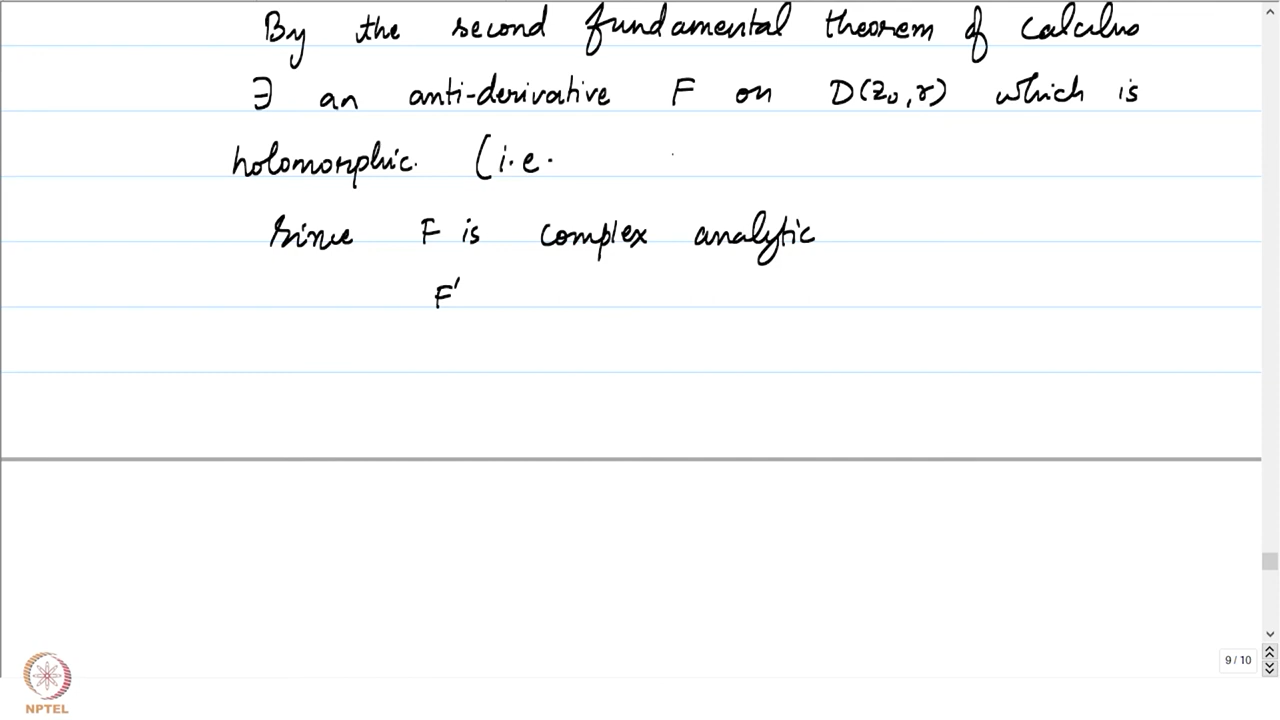 By the second fundamental theorem of calculus
∃ an anti-derivative F on D(z₀, r) which is
holomorphic. (i.e.
Since F is complex analytic
F'
9 / 10
NPTEL